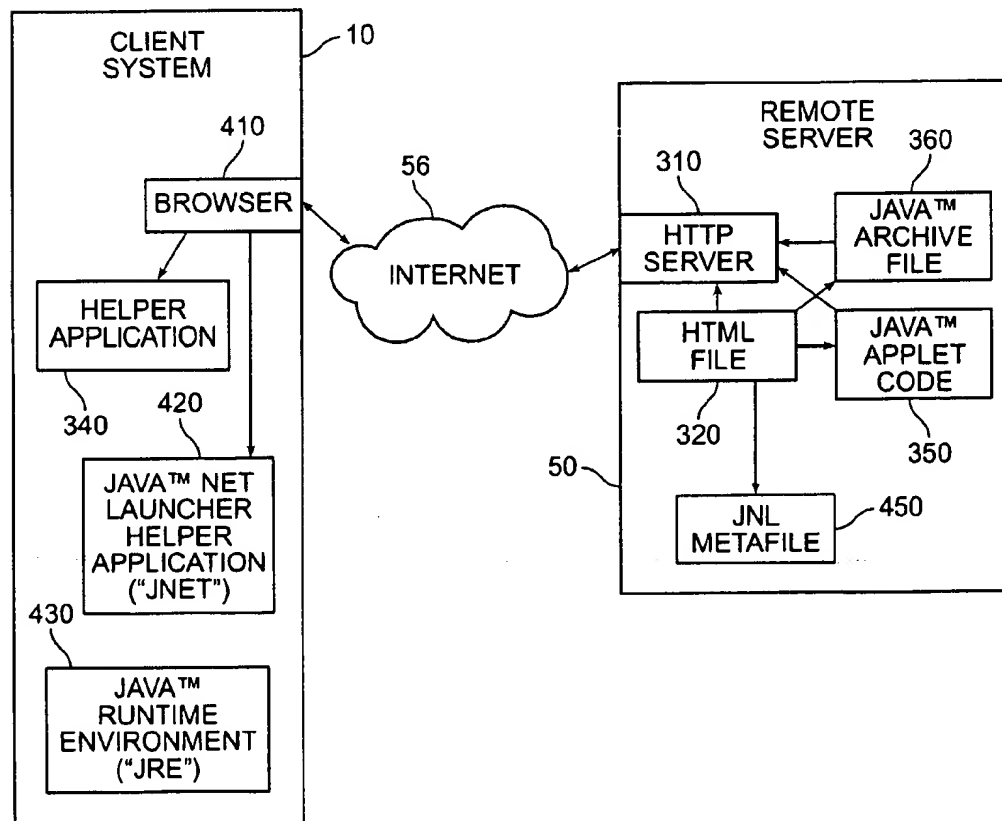 CLIENT
SYSTEM
10
410
BROWSER
HELPER
APPLICATION
340
420
JAVA™ NET
LAUNCHER
HELPER
APPLICATION
("JNET")
430
JAVA™
RUNTIME
ENVIRONMENT
("JRE")
56
INTERNET
REMOTE
SERVER
310
HTTP
SERVER
360
JAVA™
ARCHIVE
FILE
HTML
FILE
320
JAVA™
APPLET
CODE
350
50
JNL
METAFILE
450